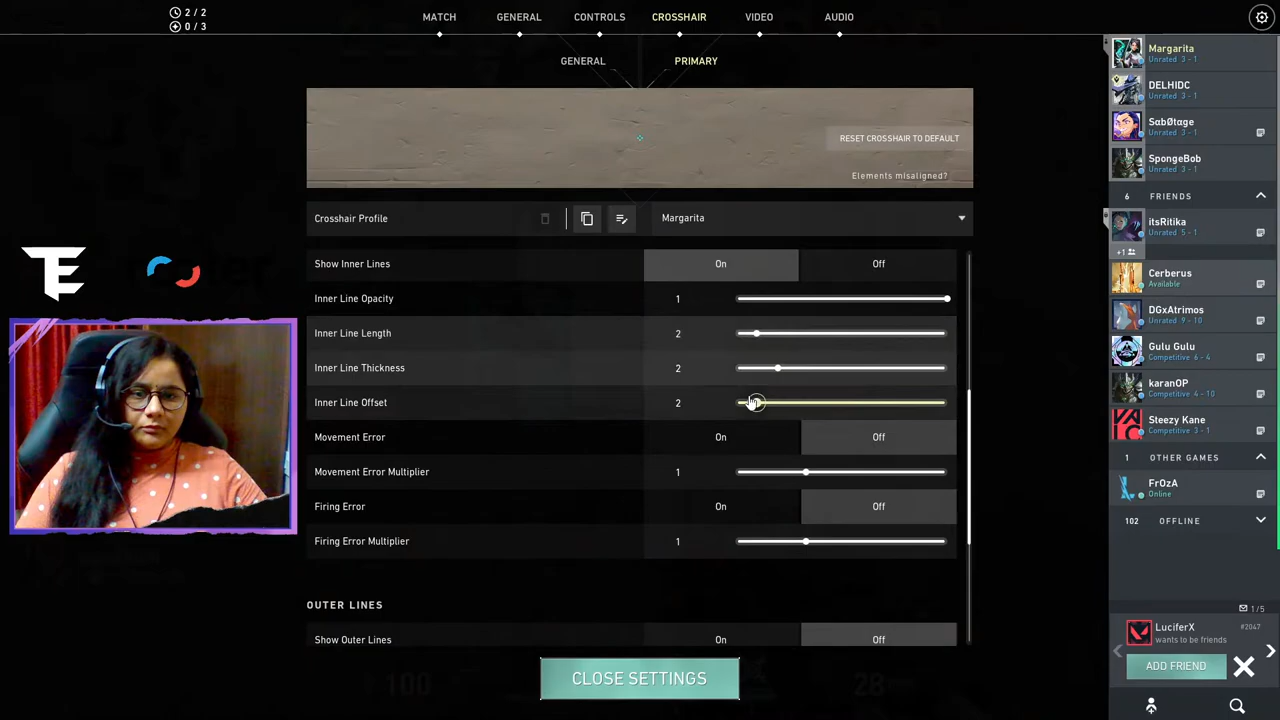 2 / 2
0 / 3
MATCH
GENERAL
CONTROLS
CROSSHAIR
VIDEO
AUDIO
GENERAL
PRIMARY
RESET CROSSHAIR TO DEFAULT
Elements misaligned?
Crosshair Profile
Margarita
Show Inner Lines
On
Off
Inner Line Opacity
1
Inner Line Length
2
Inner Line Thickness
2
Inner Line Offset
2
Movement Error
On
Off
Movement Error Multiplier
1
Firing Error
On
Off
Firing Error Multiplier
1
OUTER LINES
Show Outer Lines
On
Off
CLOSE SETTINGS
100
28
Margarita
Unrated 3 - 1
DELHIDC
Unrated 3 - 1
SαbØtage
Unrated 3 - 1
SpongeBob
Unrated 3 - 1
6 FRIENDS
itsRitika
Unrated 5 - 1
+1
Cerberus
Available
DGxAtrimos
Unrated 9 - 10
Gulu Gulu
Competitive 6 - 4
karanOP
Competitive 4 - 10
Steezy Kane
Competitive 3 - 1
1 OTHER GAMES
FrOzA
Online
102 OFFLINE
1/5
LuciferX #2047
wants to be friends
ADD FRIEND